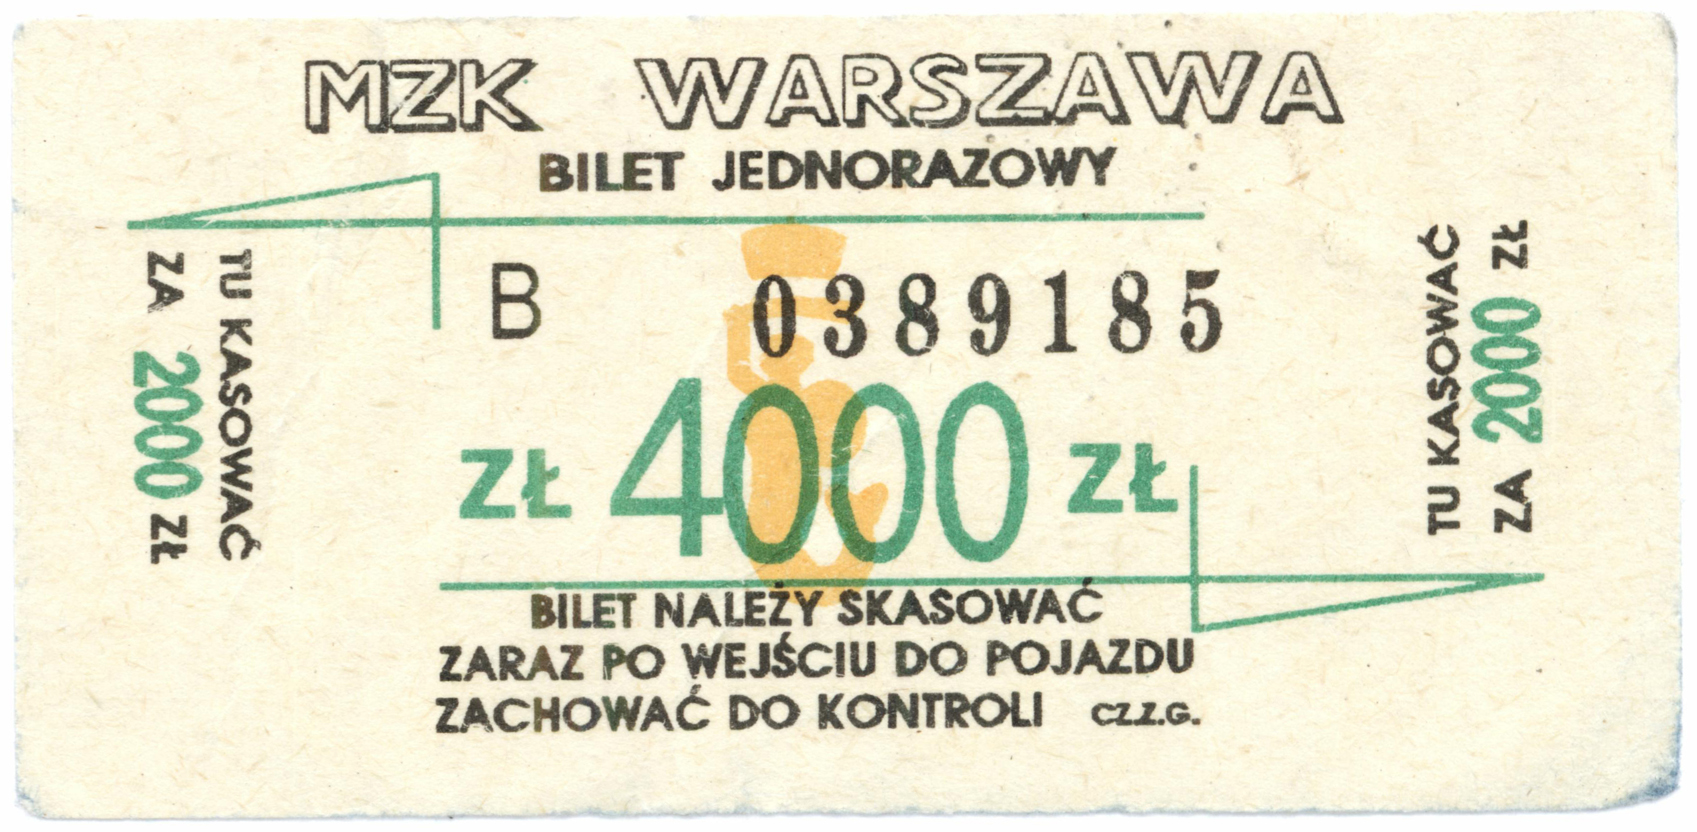 MZK WARSZAWA
BILET JEDNORAZOWY
TU KASOWAĆ
ZA 2000 ZŁ
B 0389185
ZŁ 4000 ZŁ
TU KASOWAĆ
ZA 2000 ZŁ
BILET NALEŻY SKASOWAĆ
ZARAZ PO WEJŚCIU DO POJAZDU
ZACHOWAĆ DO KONTROLI CZ.Z.G.